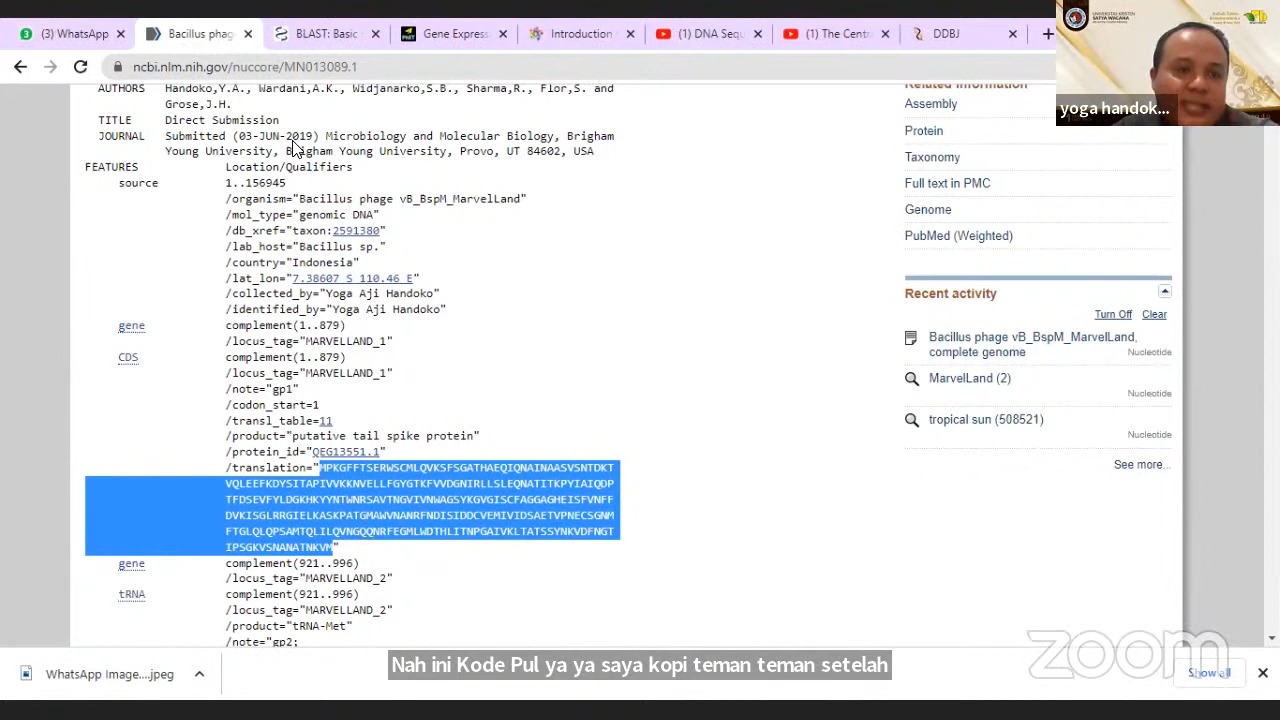 (3) WhatsApp
Bacillus phag
BLAST: Basic
Gene Express
Introduction
(1) DNA Sequ
(1) The Centra
DDBJ
UNIVERSITAS KRISTEN
SATYA WACANA
yoga handok...
ncbi.nlm.nih.gov/nuccore/MN013089.1
AUTHORS Handoko,Y.A., Wardani,A.K., Widjanarko,S.B., Sharma,R., Flor,S. and
Grose,J.H.
TITLE Direct Submission
JOURNAL Submitted (03-JUN-2019) Microbiology and Molecular Biology, Brigham
Young University, Brigham Young University, Provo, UT 84602, USA
FEATURES Location/Qualifiers
source 1..156945
/organism="Bacillus phage vB_BspM_MarvelLand"
/mol_type="genomic DNA"
/db_xref="taxon:2591380"
/lab_host="Bacillus sp."
/country="Indonesia"
/lat_lon="7.38607 S 110.46 E"
/collected_by="Yoga Aji Handoko"
/identified_by="Yoga Aji Handoko"
gene complement(1..879)
/locus_tag="MARVELLAND_1"
CDS complement(1..879)
/locus_tag="MARVELLAND_1"
/note="gp1"
/codon_start=1
/transl_table=11
/product="putative tail spike protein"
/protein_id="QEG13551.1"
/translation="MPKGFFTSERWSCMLQVKSFSGATHAEQIQNAINAASVSNTDKT
VQLEEFKDYSITAPIVVKKNVELLFGYGTKFVVDGNIRLLSLEQNATITKPYIAIQDP
TFDSEVFYLDGKHKYYNTWNRSAVTNGVIVNWAGSYKGVGISCFAGGAGHEISFVNFF
DVKISGLRRGIELKASKPATGMAWVNANRFNDISIDDCVEMIVIDSAETVPNECSGNM
FTGLQLQPSAMTQLILQVNGQQNRFEGMLWDTHLITNPGAIVKLTATSSYNKVDFNGT
IPSGKVSNANATNKVM"
gene complement(921..996)
/locus_tag="MARVELLAND_2"
tRNA complement(921..996)
/locus_tag="MARVELLAND_2"
/product="tRNA-Met"
/note="gp2;
Related information
Assembly
Protein
Taxonomy
Full text in PMC
Genome
PubMed (Weighted)
Recent activity
Turn Off Clear
Bacillus phage vB_BspM_MarvelLand,
complete genome
Nucleotide
MarvelLand (2)
Nucleotide
tropical sun (508521)
Nucleotide
See more...
zoom
Nah ini Kode Pul ya ya saya kopi teman teman setelah
WhatsApp Image....jpeg
Show all